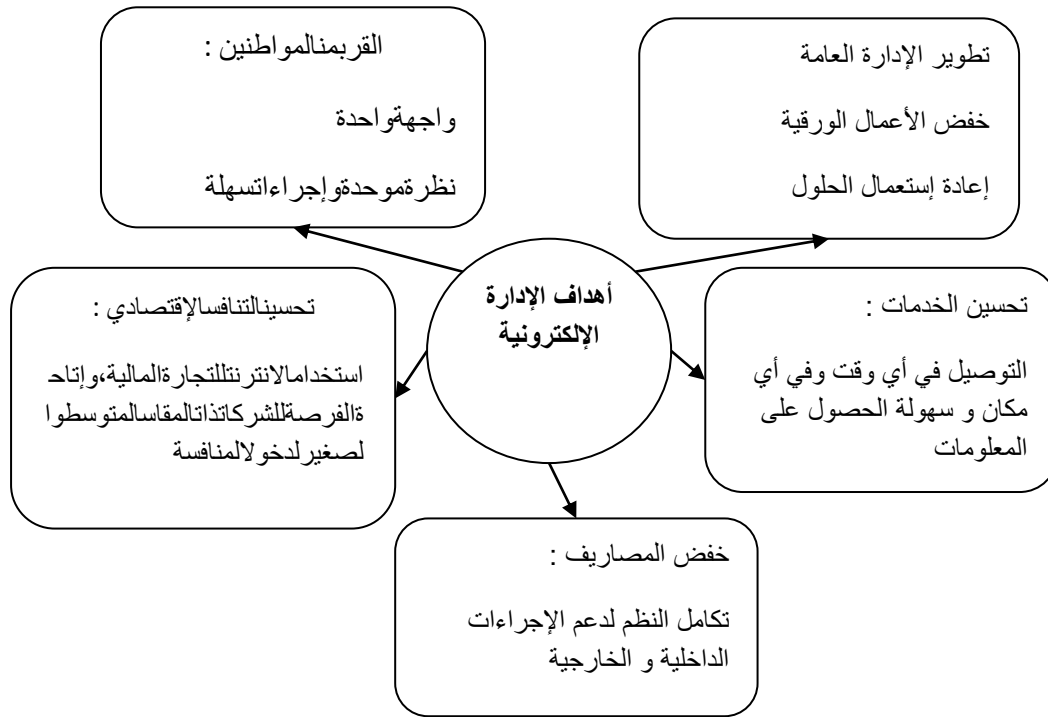 القربمنالمواطنين :
واجهةواحدة
نظرةموحدةوإجراءاتسهلة
تطوير الإدارة العامة
خفض الأعمال الورقية
إعادة إستعمال الحلول
أهداف الإدارة
الإلكترونية
تحسينالتنافسالإقتصادي :
استخدامالانترنتللتجارةالمالية،وإتاحـ
ةالفرصةللشركاتذاتالمقاسالمتوسطوا
لصغيرلدخولالمنافسة
تحسين الخدمات :
التوصيل في أي وقت وفي أي
مكان و سهولة الحصول على
المعلومات
خفض المصاريف :
تكامل النظم لدعم الإجراءات
الداخلية و الخارجية